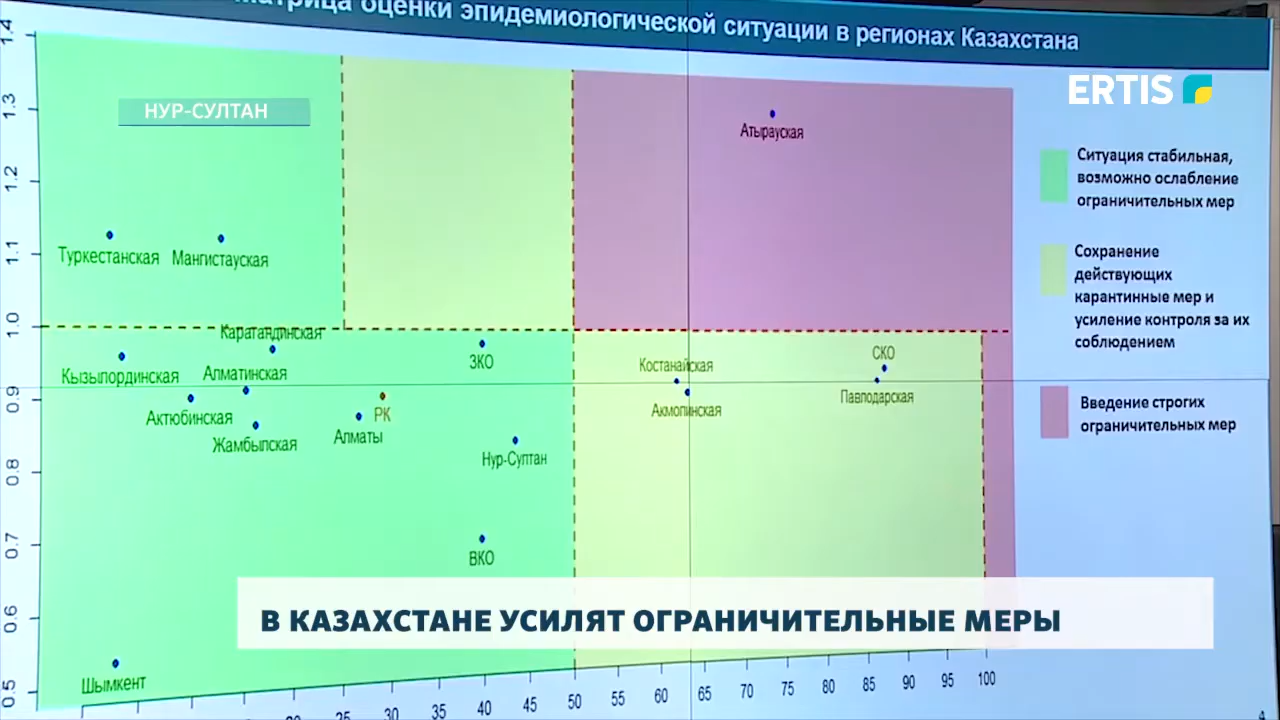 матрица оценки эпидемиологической ситуации в регионах Казахстана
ERTIS
НУР-СУЛТАН
1.4
1.3
1.2
1.1
1.0
0.9
0.8
0.7
0.6
0.5
Атырауская
Туркестанская
Мангистауская
Карагандинская
ЗКО
Кызылординская
Алматинская
Актюбинская
Жамбылская
РК
Алматы
Нур-Султан
ВКО
Шымкент
Костанайская
СКО
Акмолинская
Павлодарская
Ситуация стабильная,
возможно ослабление
ограничительных мер
Сохранение
действующих
карантинные мер и
усиление контроля за их
соблюдением
Введение строгих
ограничительных мер
В КАЗАХСТАНЕ УСИЛЯТ ОГРАНИЧИТЕЛЬНЫЕ МЕРЫ
25 30 35 40 45 50 55 60 65 70 75 80 85 90 95 100